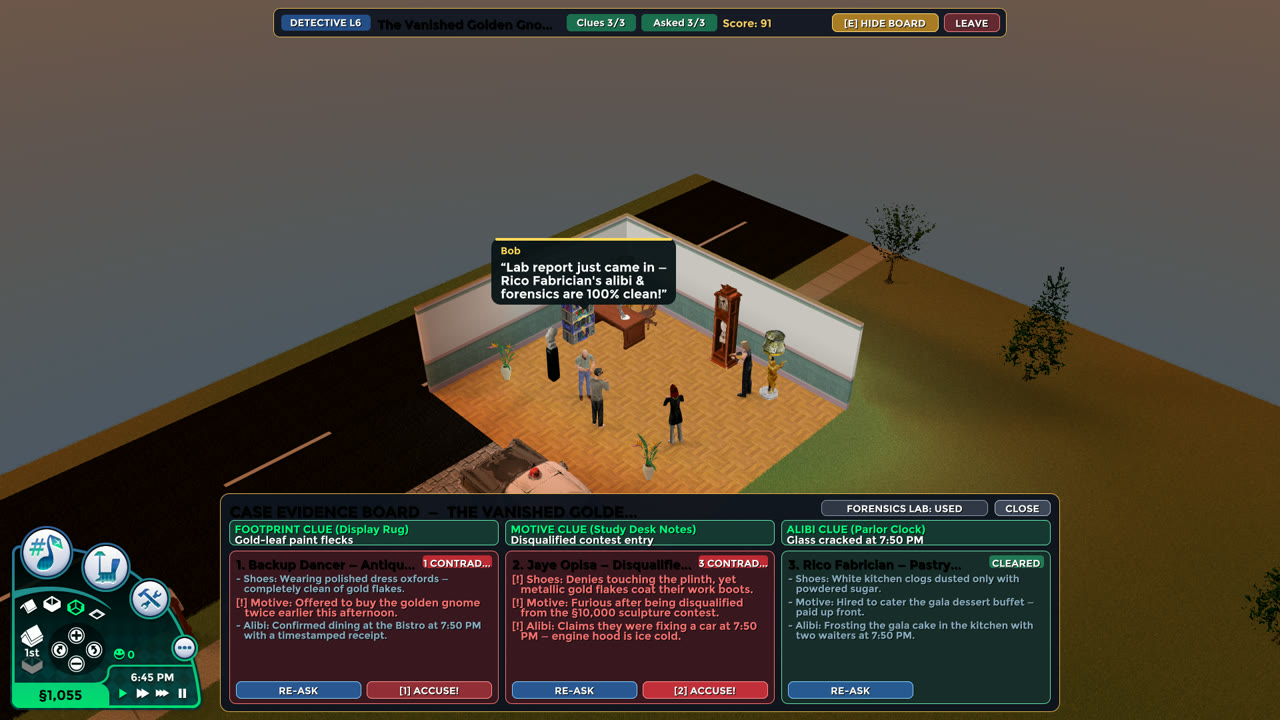 DETECTIVE L6
The Vanished Golden Gno...
Clues 3/3
Asked 3/3
Score: 91
[E] HIDE BOARD
LEAVE
Bob
“Lab report just came in —
Rico Fabrician's alibi &
forensics are 100% clean!”
CASE EVIDENCE BOARD — THE VANISHED GOLDE...
FORENSICS LAB: USED
CLOSE
FOOTPRINT CLUE (Display Rug)
Gold-leaf paint flecks
MOTIVE CLUE (Study Desk Notes)
Disqualified contest entry
ALIBI CLUE (Parlor Clock)
Glass cracked at 7:50 PM
1. Backup Dancer — Antiqu...
1 CONTRAD...
- Shoes: Wearing polished dress oxfords —
completely clean of gold flakes.
[!] Motive: Offered to buy the golden gnome
twice earlier this afternoon.
- Alibi: Confirmed dining at the Bistro at 7:50 PM
with a timestamped receipt.
RE-ASK
[1] ACCUSE!
2. Jaye Opisa — Disqualifie...
3 CONTRAD...
[!] Shoes: Denies touching the plinth, yet
metallic gold flakes coat their work boots.
[!] Motive: Furious after being disqualified
from the §10,000 sculpture contest.
[!] Alibi: Claims they were fixing a car at 7:50
PM — engine hood is ice cold.
RE-ASK
[2] ACCUSE!
3. Rico Fabrician — Pastry...
CLEARED
- Shoes: White kitchen clogs dusted only with
powdered sugar.
- Motive: Hired to cater the gala dessert buffet —
paid up front.
- Alibi: Frosting the gala cake in the kitchen with
two waiters at 7:50 PM.
RE-ASK
1st
0
6:45 PM
§1,055